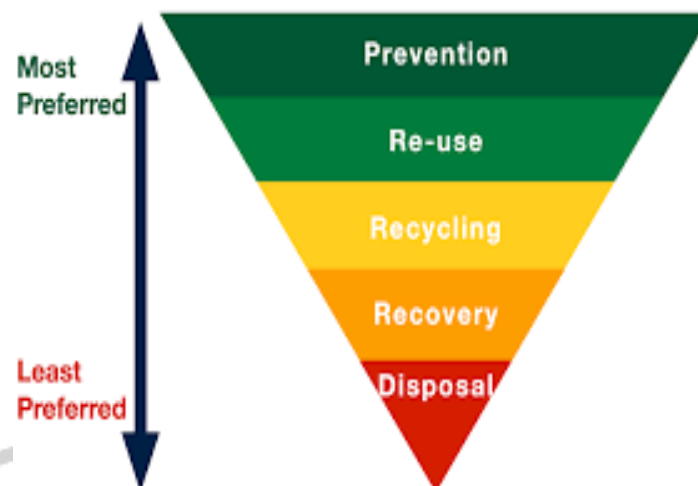 Most
Preferred
Prevention
Re-use
Recycling
Recovery
Disposal
Least
Preferred